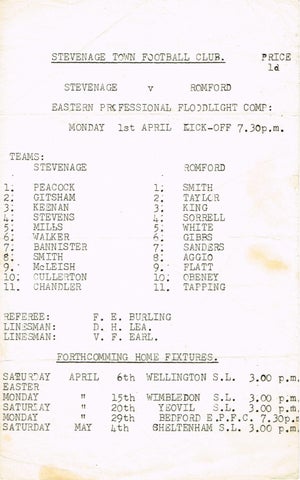 STEVENAGE TOWN FOOTBALL CLUB. PRICE
1d
STEVENAGE v ROMFORD
EASTERN PROFESSIONAL FLOODLIGHT COMP:
MONDAY 1st APRIL KICK-OFF 7.30p.m.
TEAMS:
STEVENAGE ROMFORD
1. PEACOCK 1. SMITH
2. GITSHAM 2. TAYLOR
3. KEENAN 3. KING
4. STEVENS 4. SORRELL
5. MILLS 5. WHITE
6. WALKER 6. GIBBS
7. BANNISTER 7. SANDERS
8. SMITH 8. AGGIO
9. McLEISH 9. FLATT
10. CULLERTON 10. OBENEY
11. CHANDLER 11. TAPPING
REFEREE: F. E. BURLING
LINESMAN: D. H. LEA.
LINESMAN: V. F. EARL.
FORTHCOMMING HOME FIXTURES.
SATURDAY APRIL 6th WELLINGTON S.L. 3.00 p.m.
EASTER
MONDAY " 15th WIMBLEDON S.L. 3.00 p.m.
SATURDAY " 20th YEOVIL S.L. 3.00 p.m.
MONDAY " 29th BEDFORD E.P.F.C. 7.30p.m.
SATURDAY MAY 4th CHELTENHAM S.L. 3.00 p.m.